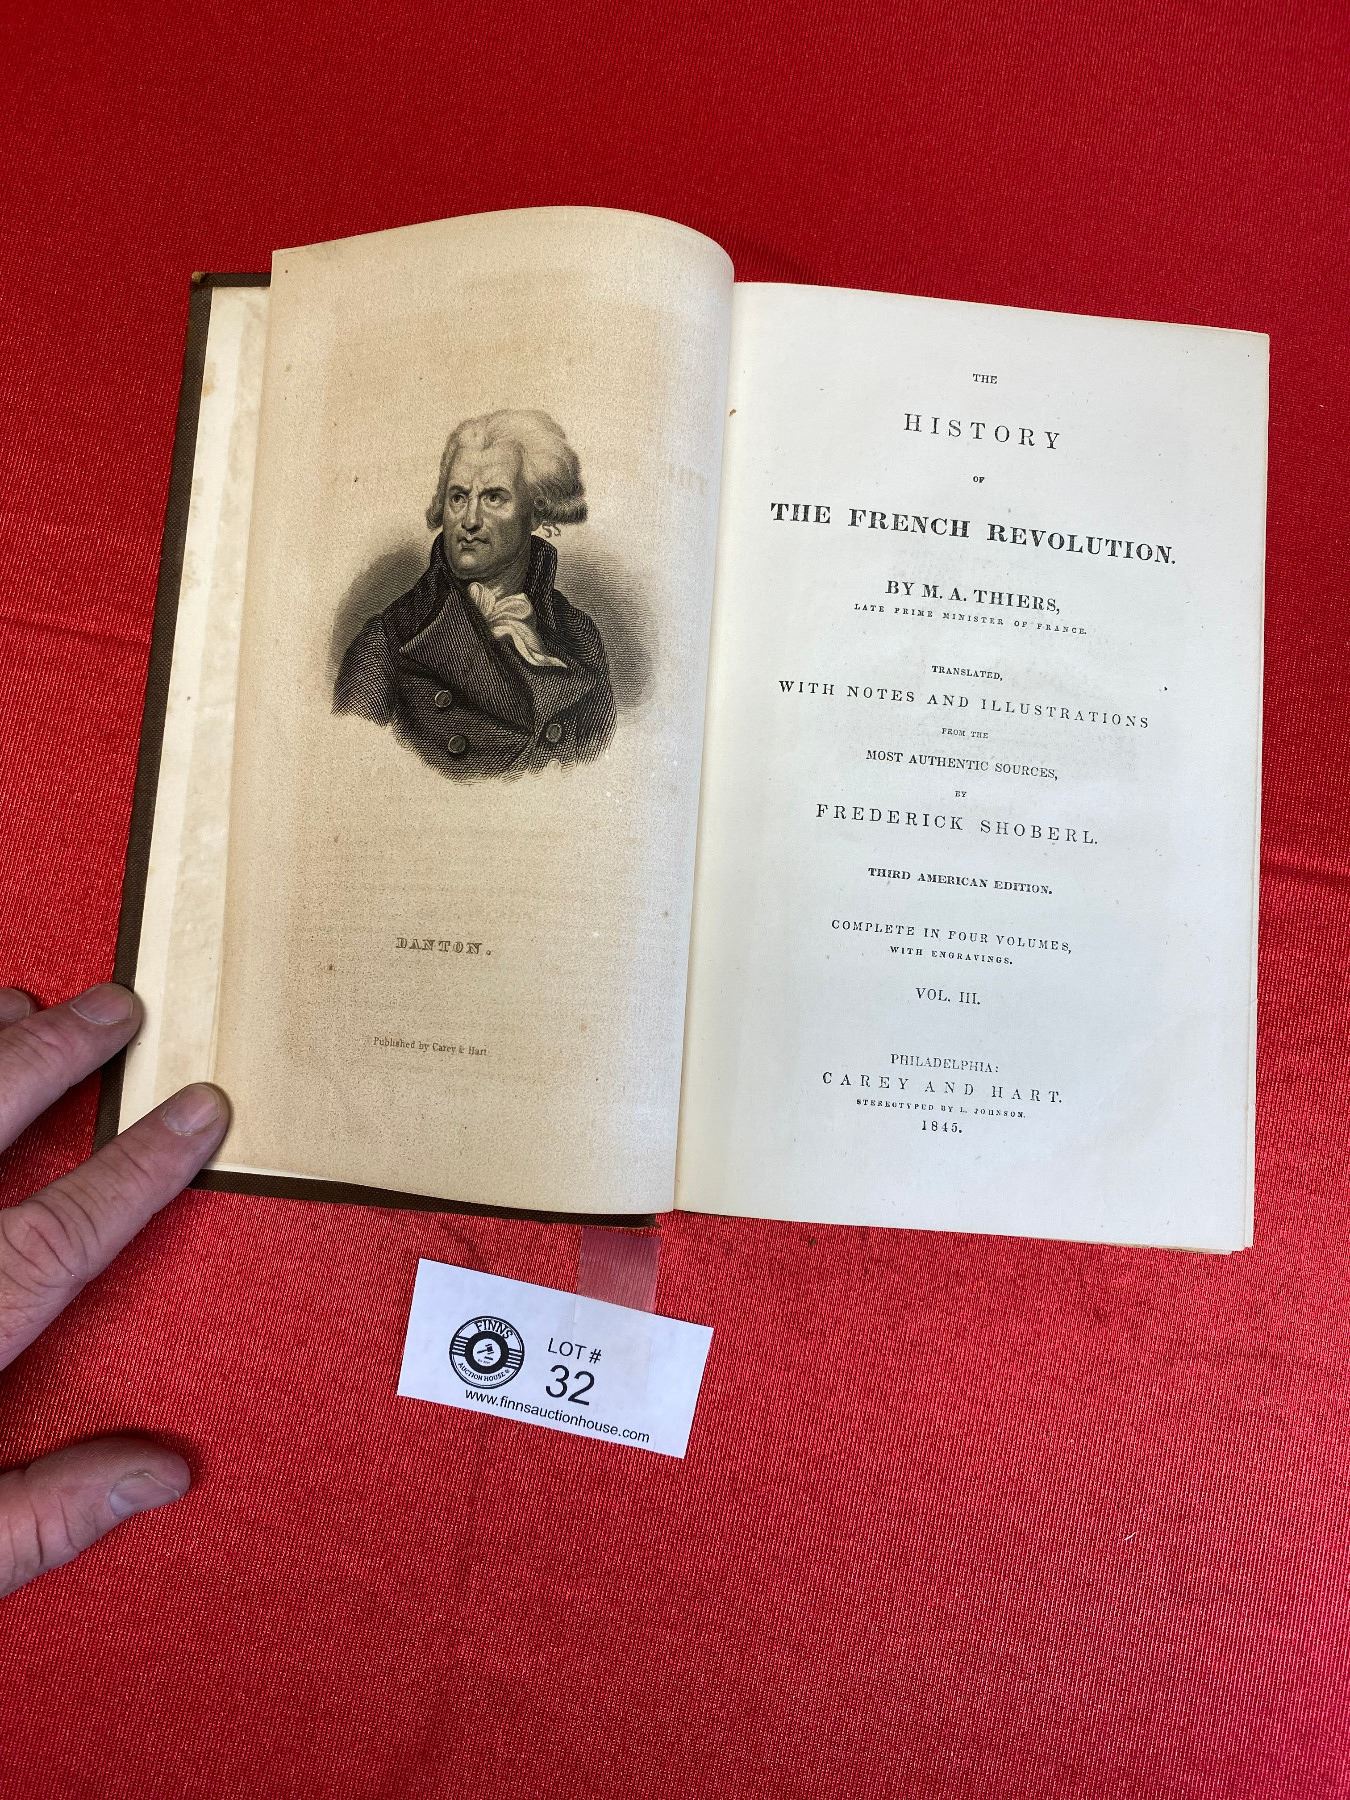 DANTON.
Published by Carey & Hart
THE
HISTORY
OF
THE FRENCH REVOLUTION.
BY M. A. THIERS,
LATE PRIME MINISTER OF FRANCE.
TRANSLATED,
WITH NOTES AND ILLUSTRATIONS
FROM THE
MOST AUTHENTIC SOURCES,
BY
FREDERICK SHOBERL.
THIRD AMERICAN EDITION.
COMPLETE IN FOUR VOLUMES,
WITH ENGRAVINGS.
VOL. III.
PHILADELPHIA:
CAREY AND HART.
STEREOTYPED BY L. JOHNSON.
1845.
FINNS
AUCTION HOUSE
LOT #
32
www.finnsauctionhouse.com